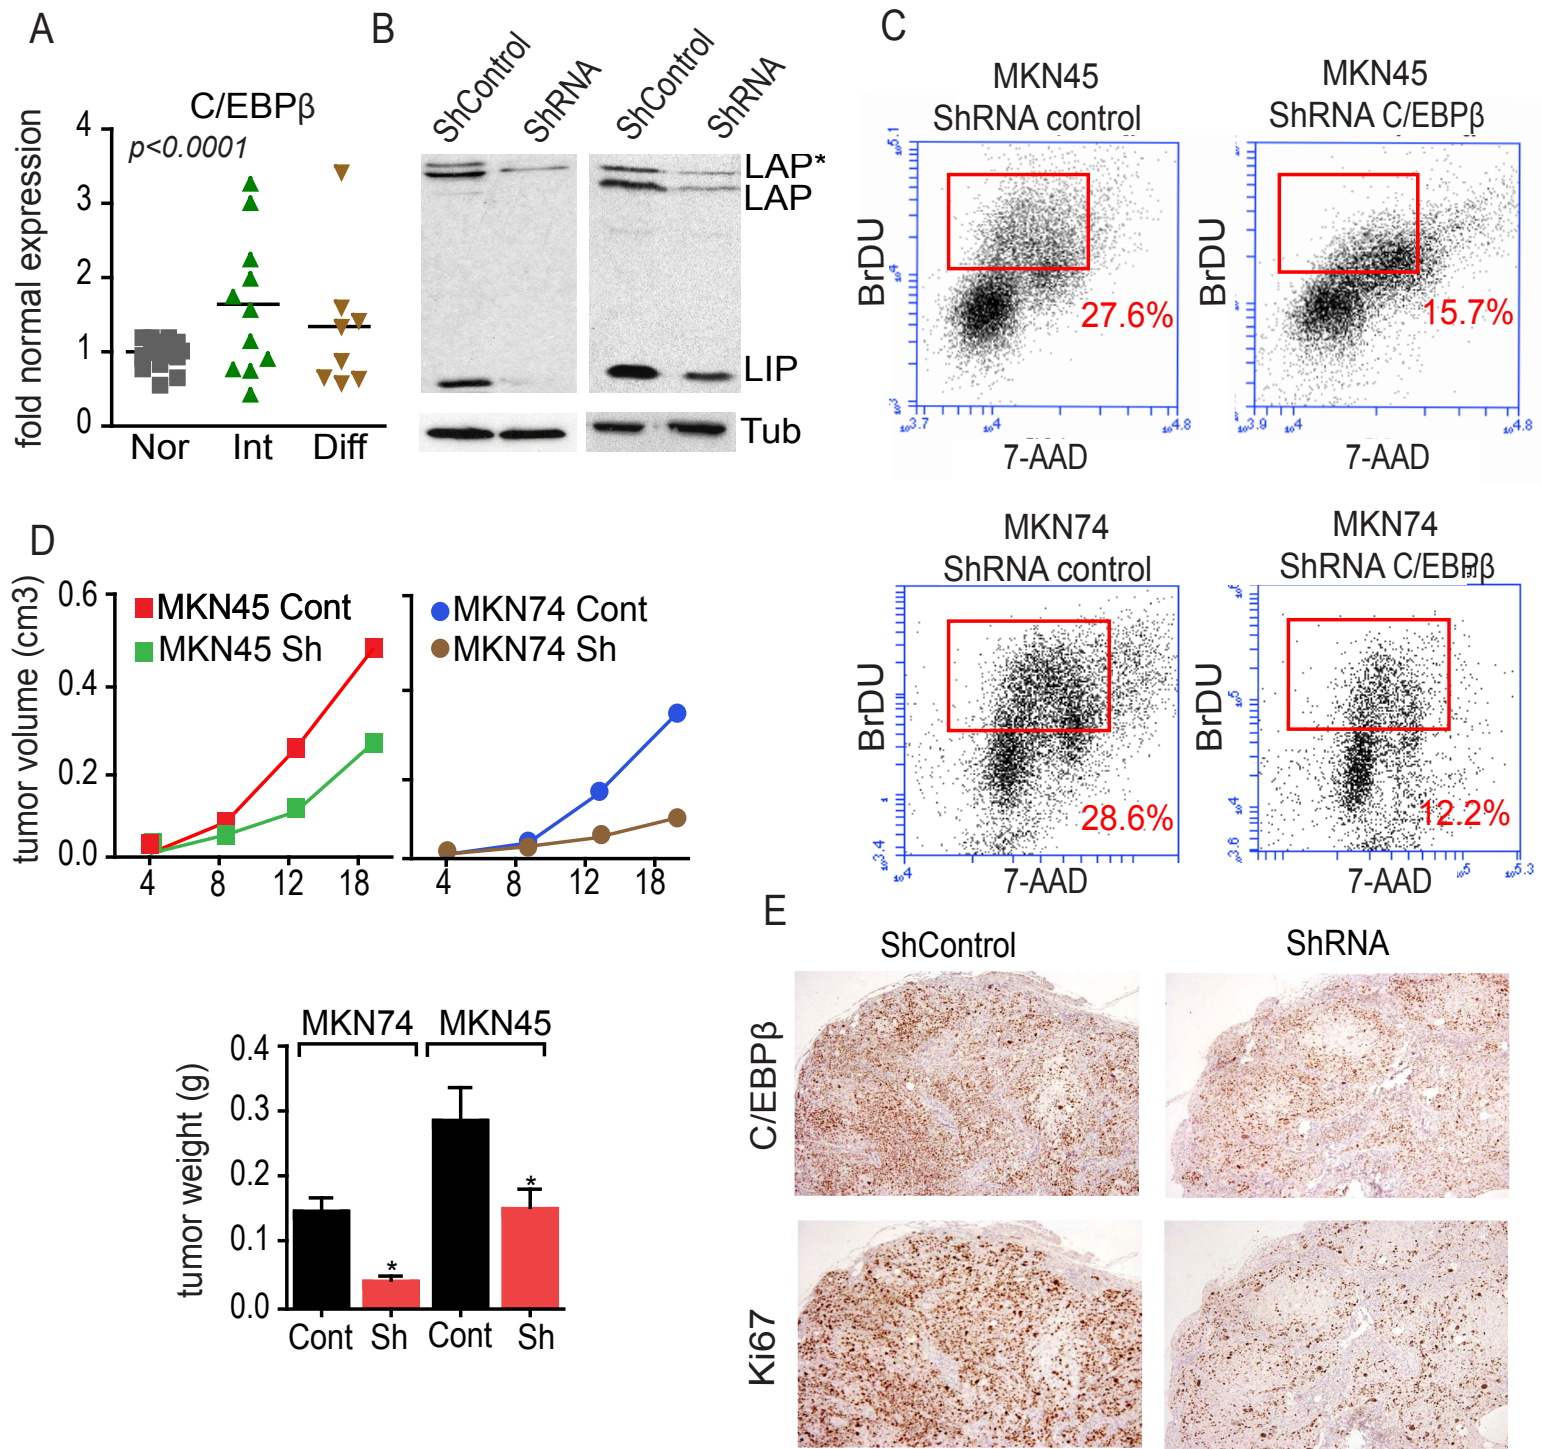 A
C/EBPβ
p<0.0001
fold normal expression
4
3
2
1
0
Nor Int Diff
B
ShControl ShRNA ShControl ShRNA
LAP*
LAP
LIP
Tub
C
MKN45
ShRNA control
BrDU
27.6%
7-AAD
MKN45
ShRNA C/EBPβ
BrDU
15.7%
7-AAD
MKN74
ShRNA control
BrDU
28.6%
7-AAD
MKN74
ShRNA C/EBPβ
BrDU
12.2%
7-AAD
D
tumor volume (cm3)
0.6
0.4
0.2
0.0
MKN45 Cont
MKN45 Sh
4 8 12 18
MKN74 Cont
MKN74 Sh
4 8 12 18
MKN74 MKN45
tumor weight (g)
0.4
0.3
0.2
0.1
0.0
* *
Cont Sh Cont Sh
E
ShControl ShRNA
C/EBPβ
Ki67